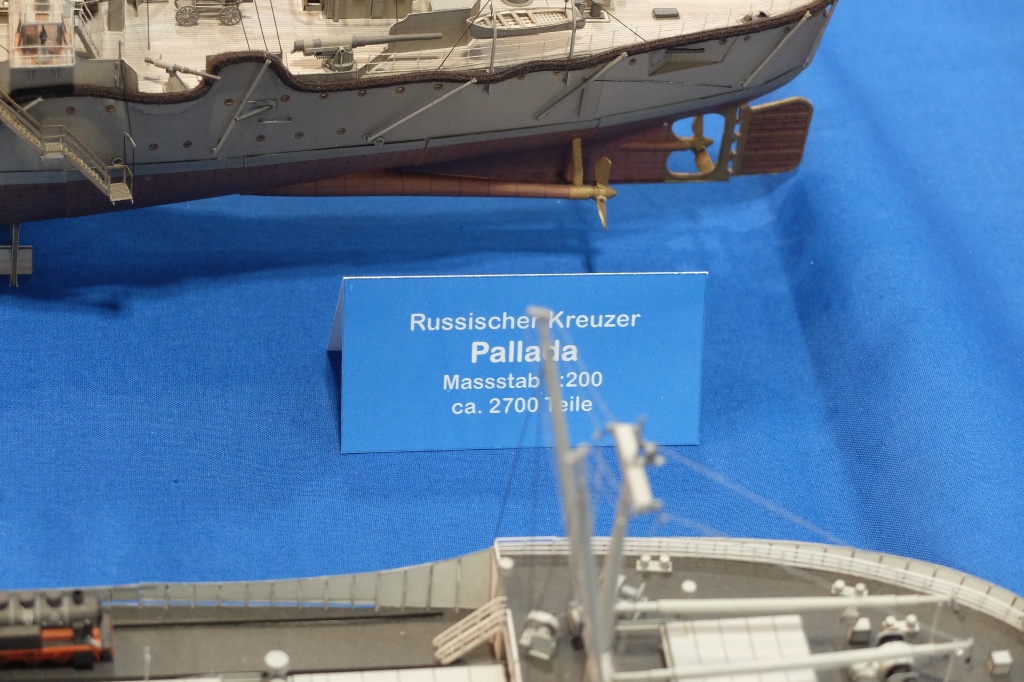 Russischer Kreuzer
Pallada
Massstab :200
ca. 2700 Teile